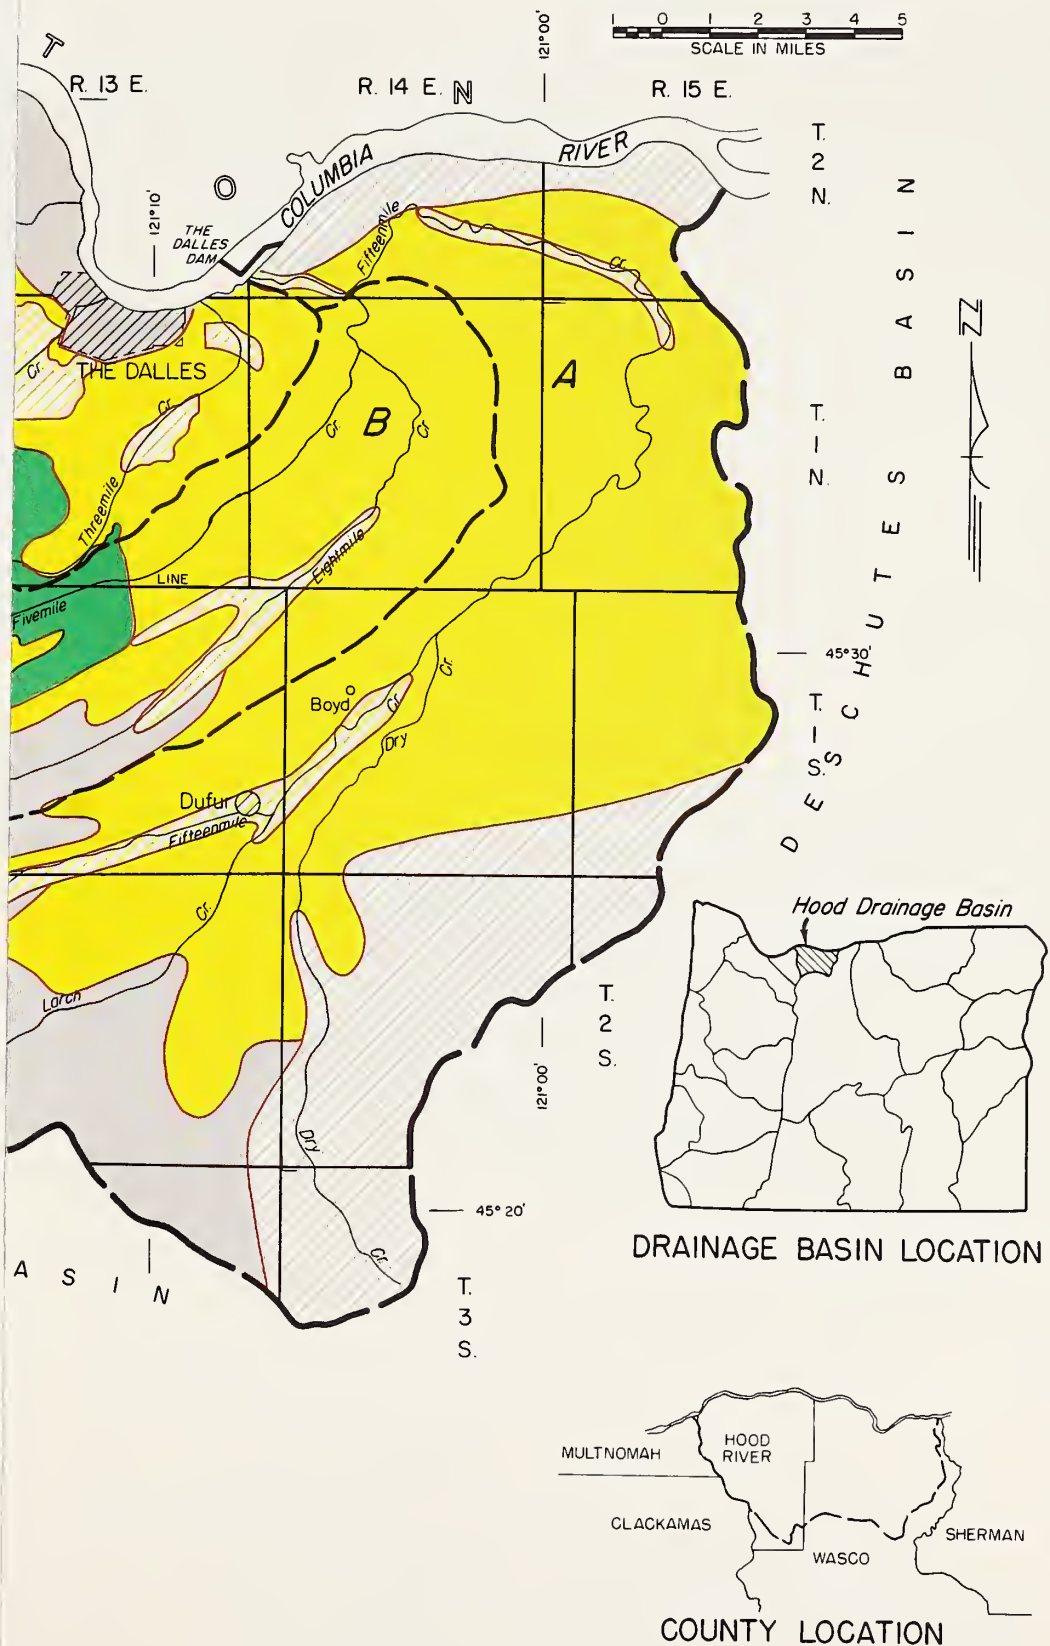 1 0 1 2 3 4 5
SCALE IN MILES
121°00'
T
R. 13 E.
R. 14 E.
N
R. 15 E.
T.
2
N.
COLUMBIA
RIVER
O
121°10'
THE
DALLES
DAM
Fifteenmile
Cr.
DESCHUTES BASIN
N
Cr.
THE DALLES
A
B
Cr.
Cr.
Cr.
T.
1
N.
Threemile
Eightmile
LINE
Fivemile
45°30'
Cr.
Boyd
Cr.
Dry
T.
1
S.
Dufur
Fifteenmile
Cr.
Larch
Hood Drainage Basin
T.
2
S.
121°00'
Dry
45°20'
Cr.
DRAINAGE BASIN LOCATION
ASIN
T.
3
S.
MULTNOMAH
HOOD
RIVER
CLACKAMAS
SHERMAN
WASCO
COUNTY LOCATION